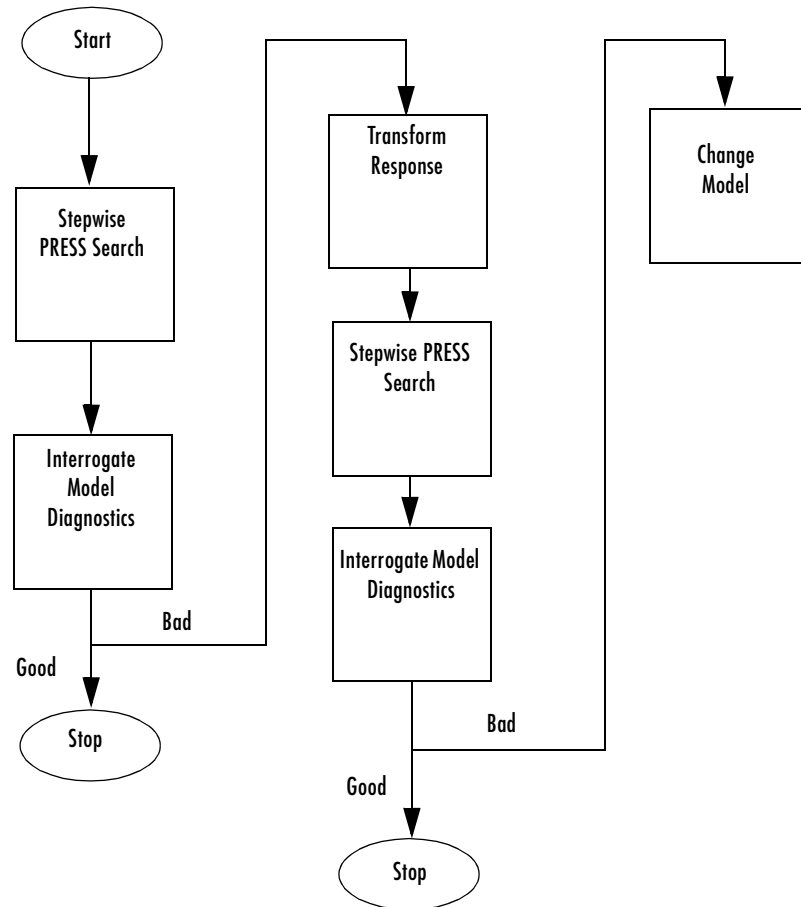 Start
Stepwise
PRESS Search
Interrogate
Model
Diagnostics
Bad
Good
Stop
Transform
Response
Stepwise PRESS
Search
Interrogate Model
Diagnostics
Bad
Good
Stop
Change
Model